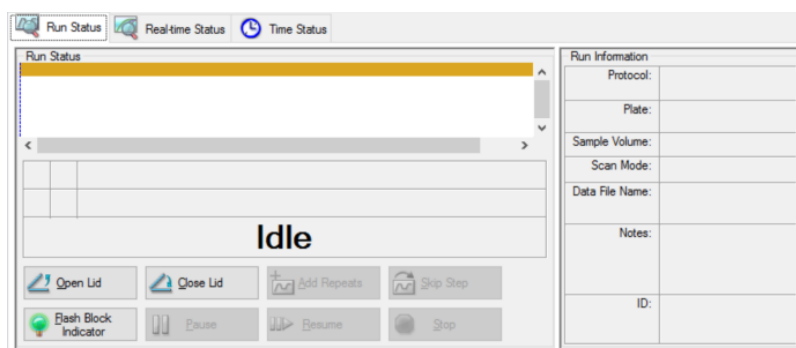 Run Status
Real-time Status
Time Status
Run Status
Idle
Open Lid
Close Lid
Add Repeats
Skip Step
Flash Block
Indicator
Pause
Resume
Stop
Run Information
Protocol:
Plate:
Sample Volume:
Scan Mode:
Data File Name:
Notes:
ID: